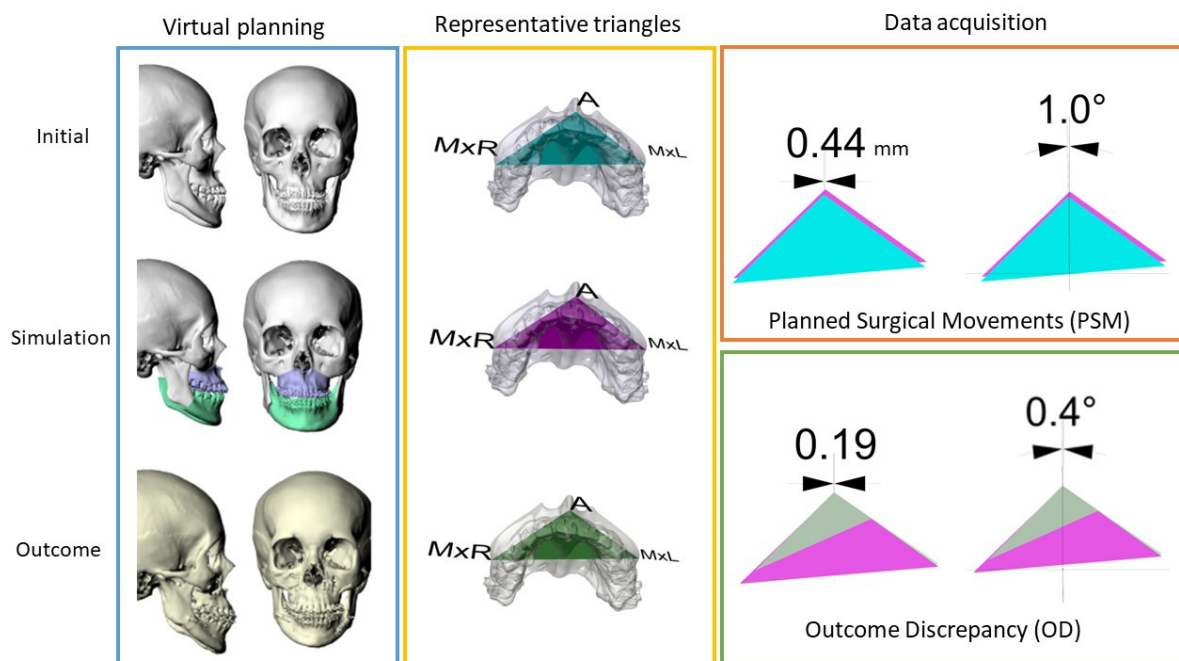 Virtual planning
Representative triangles
Data acquisition
Initial
A
MxR
MxL
0.44 mm
1.0°
Planned Surgical Movements (PSM)
Simulation
A
MxR
MxL
Outcome
A
MxR
MxL
0.19
0.4°
Outcome Discrepancy (OD)